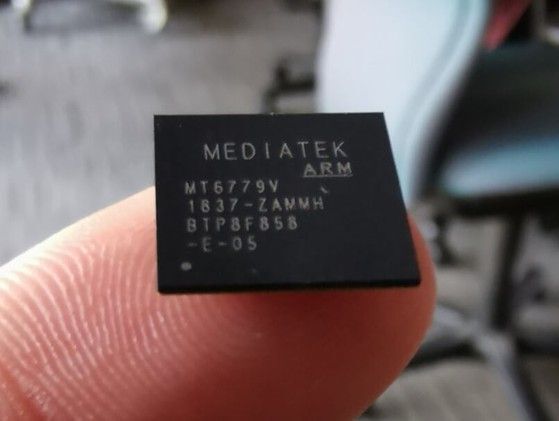 MEDIATEK
ARM
MT6779V
1837-ZAMMH
BTP8F858
-E-05